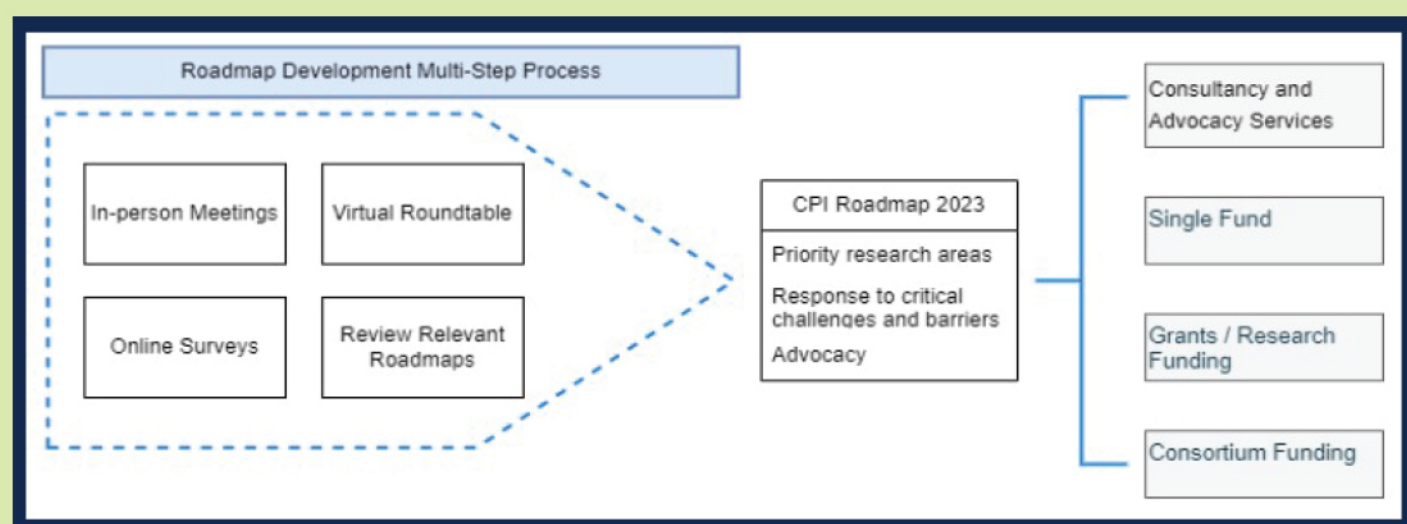 Roadmap Development Multi-Step Process
In-person Meetings
Virtual Roundtable
Online Surveys
Review Relevant
Roadmaps
CPI Roadmap 2023
Priority research areas
Response to critical
challenges and barriers
Advocacy
Consultancy and
Advocacy Services
Single Fund
Grants / Research
Funding
Consortium Funding